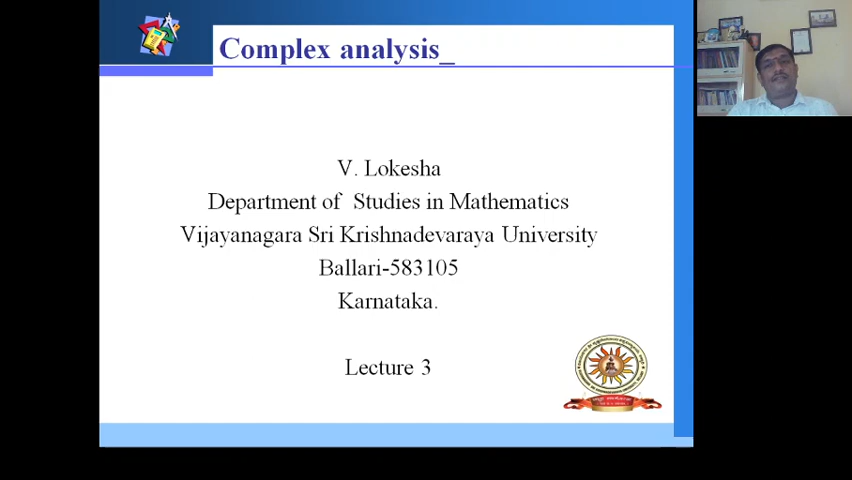 Complex analysis_
V. Lokesha
Department of Studies in Mathematics
Vijayanagara Sri Krishnadevaraya University
Ballari-583105
Karnataka.
Lecture 3